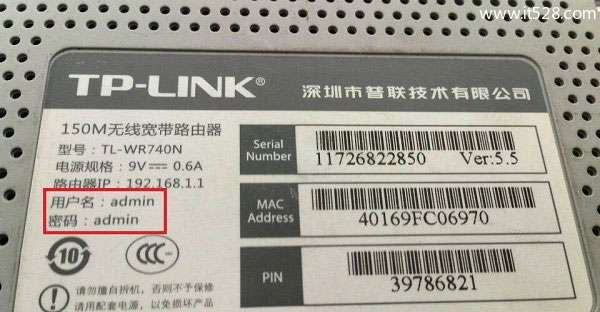 www.it528.com
TP-LINK®
深圳市普联技术有限公司
150M无线宽带路由器
型号：TL-WR740N
电源规格：9V⎓0.6A
路由器IP：192.168.1.1
用户名：admin
密码：admin
Serial Number
11726822850 Ver:5.5
MAC Address
40169FC06970
PIN
39786821
10
CCC
请勿擅自拆机，否则不予保修
请用配套电源，以免损坏产品